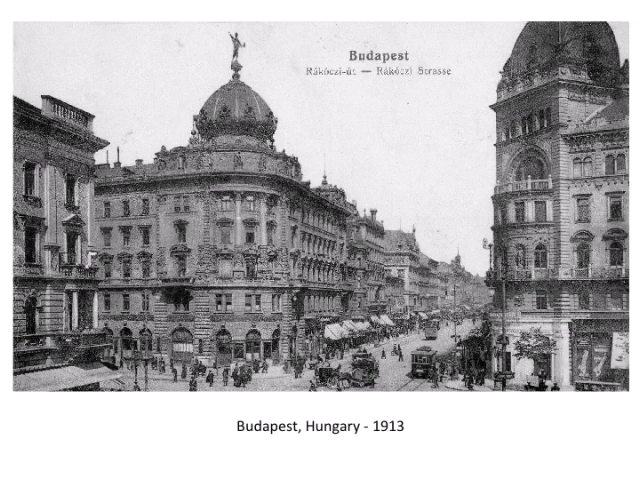 Budapest
Rákóczi-út — Rákóczi Strasse
Budapest, Hungary - 1913